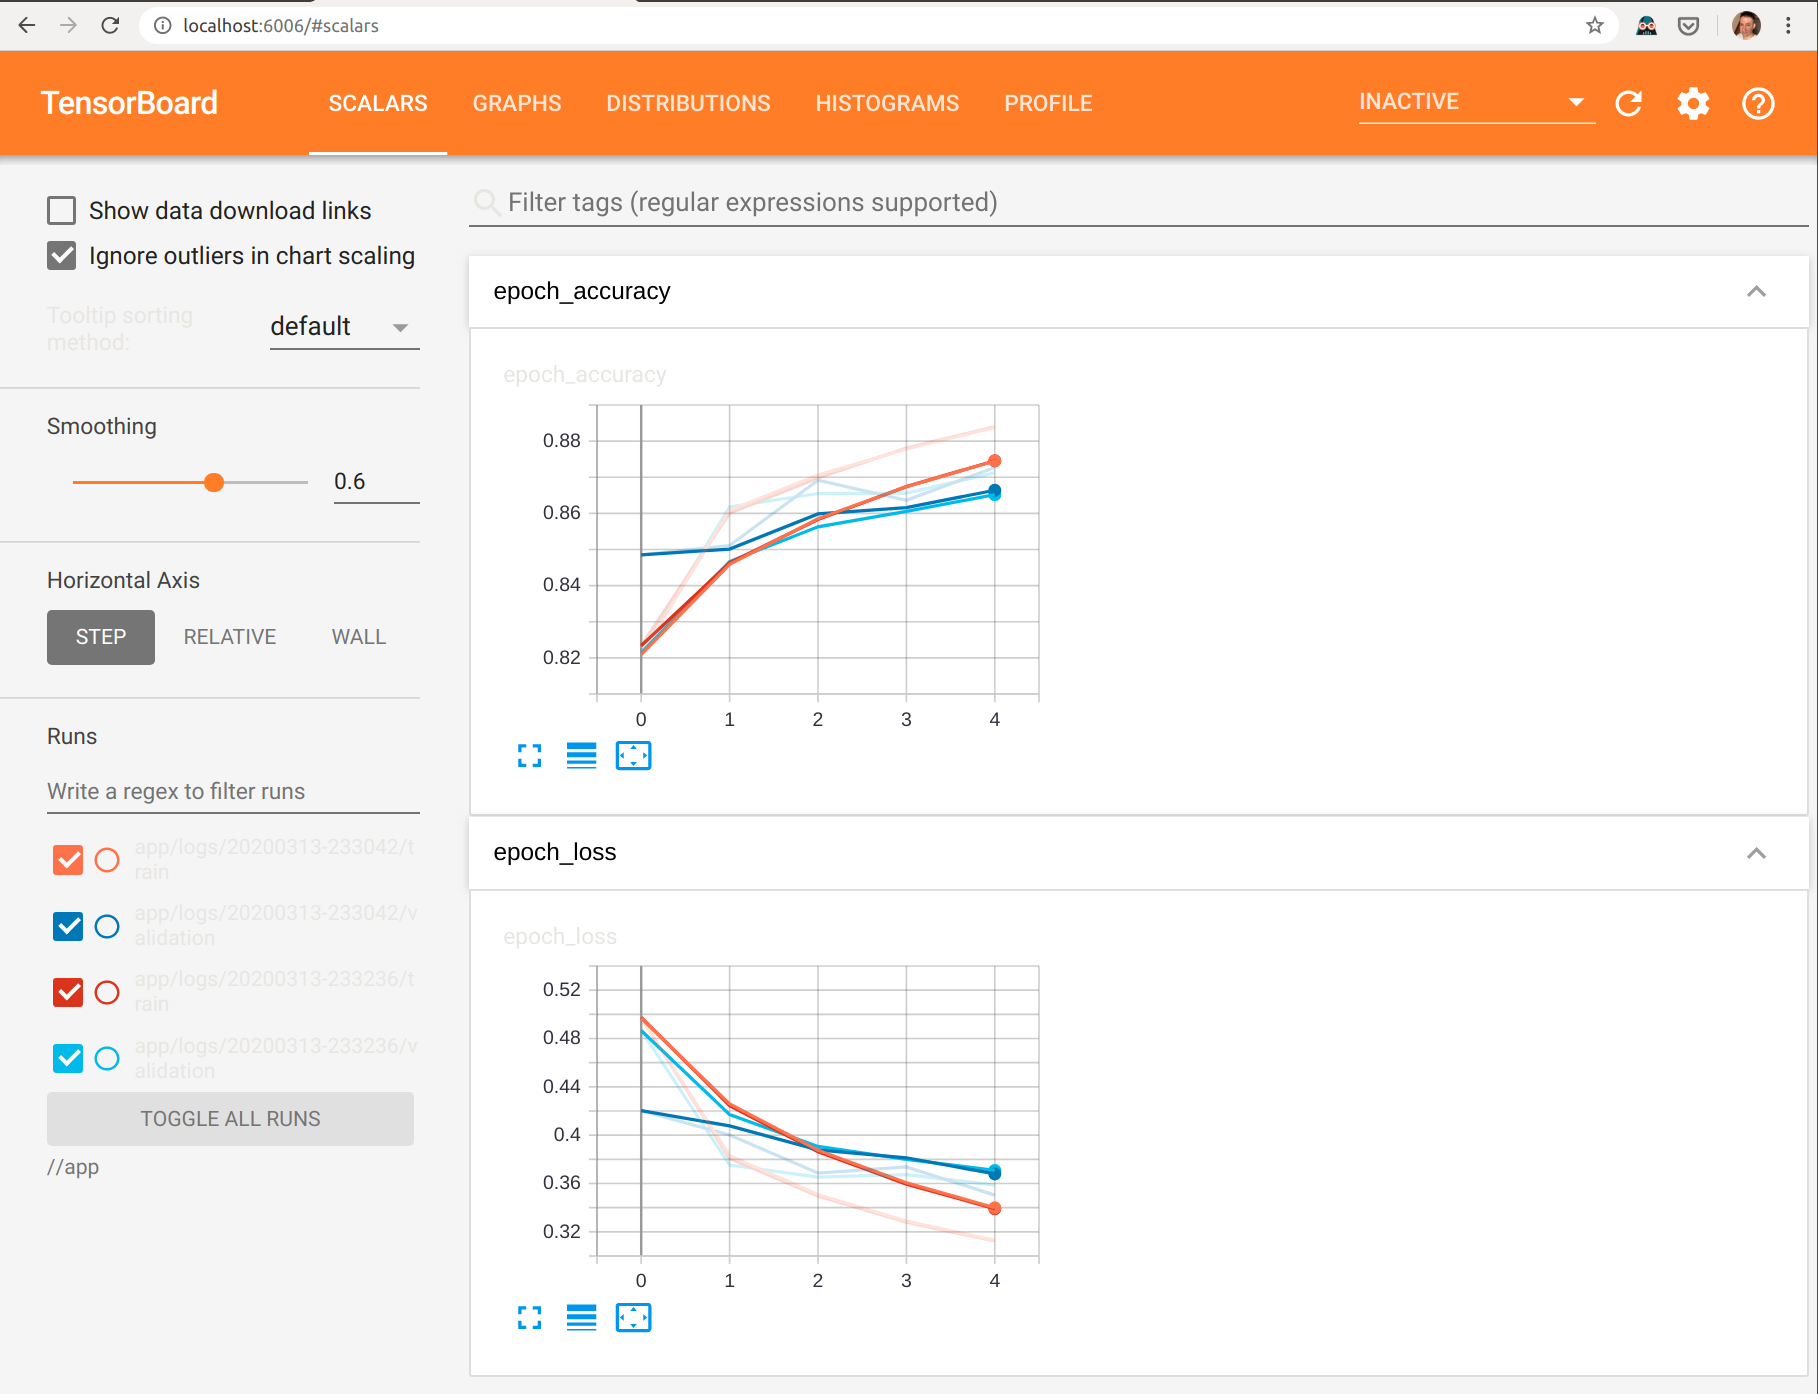 localhost:6006/#scalars
TensorBoard SCALARS GRAPHS DISTRIBUTIONS HISTOGRAMS PROFILE INACTIVE
Show data download links
Ignore outliers in chart scaling
Tooltip sorting
method:
default
Smoothing
0.6
Horizontal Axis
STEP RELATIVE WALL
Runs
Write a regex to filter runs
app/logs/20200313-233042/t
rain
app/logs/20200313-233042/v
alidation
app/logs/20200313-233236/t
rain
app/logs/20200313-233236/v
alidation
TOGGLE ALL RUNS
//app
Filter tags (regular expressions supported)
epoch_accuracy
epoch_accuracy
0.88
0.86
0.84
0.82
0 1 2 3 4
epoch_loss
epoch_loss
0.52
0.48
0.44
0.4
0.36
0.32
0 1 2 3 4